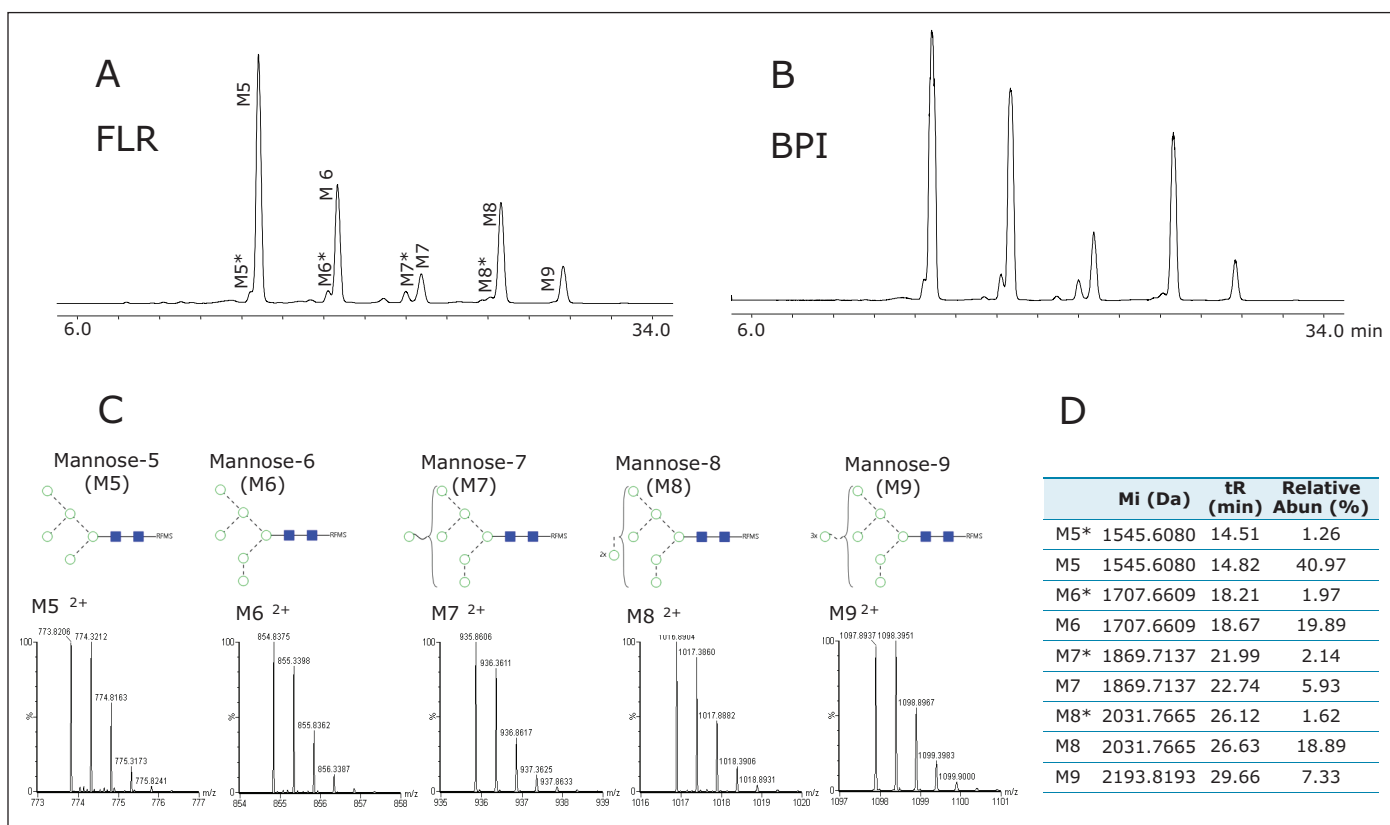 A
FLR
M5*
M5
M6*
M 6
M7*
M7
M8*
M8
M9
6.0
34.0
B
BPI
6.0
34.0 min
C
Mannose-5
(M5)
RFMS
Mannose-6
(M6)
RFMS
Mannose-7
(M7)
RFMS
Mannose-8
(M8)
2x
RFMS
Mannose-9
(M9)
3x
RFMS
M5 2+
100
%
0
773.8206
774.3212
774.8163
775.3173
775.8241
773 774 775 776 777 m/z
M6 2+
100
%
0
854.8375
855.3398
855.8362
856.3387
854 855 856 857 858 m/z
M7 2+
100
%
0
935.8606
936.3611
936.8617
937.3625
937.8633
935 936 937 938 939 m/z
M8 2+
100
%
0
1016.8904
1017.3860
1017.8882
1018.3906
1018.8931
1016 1017 1018 1019 1020 m/z
M9 2+
100
%
0
1097.8937
1098.3951
1098.8967
1099.3983
1099.9000
1097 1098 1099 1100 1101 m/z
D
Mi (Da) tR (min) Relative Abun (%)
M5* 1545.6080 14.51 1.26
M5 1545.6080 14.82 40.97
M6* 1707.6609 18.21 1.97
M6 1707.6609 18.67 19.89
M7* 1869.7137 21.99 2.14
M7 1869.7137 22.74 5.93
M8* 2031.7665 26.12 1.62
M8 2031.7665 26.63 18.89
M9 2193.8193 29.66 7.33